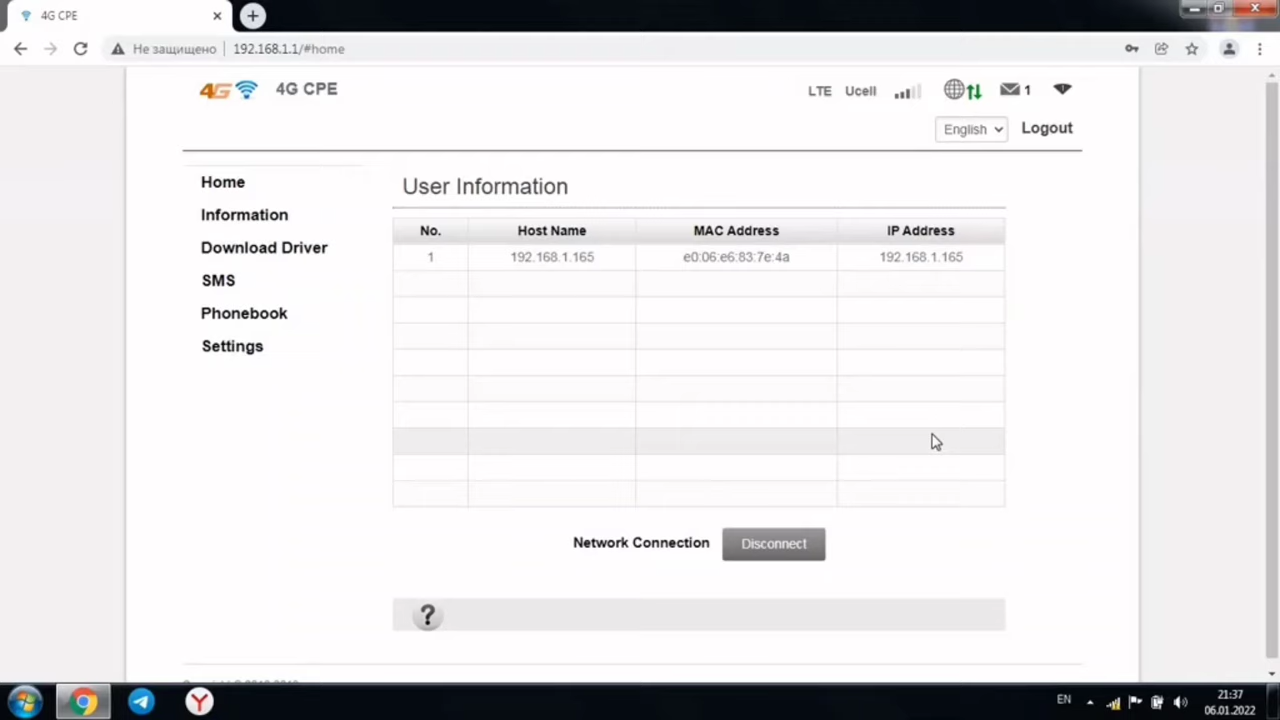 4G CPE
Не защищено 192.168.1.1/#home
4G 4G CPE
LTE Ucell 1
English Logout
Home
Information
Download Driver
SMS
Phonebook
Settings
User Information
No. Host Name MAC Address IP Address
1 192.168.1.165 e0:06:e6:83:7e:4a 192.168.1.165
Network Connection Disconnect
?
EN 21:37
06.01.2022